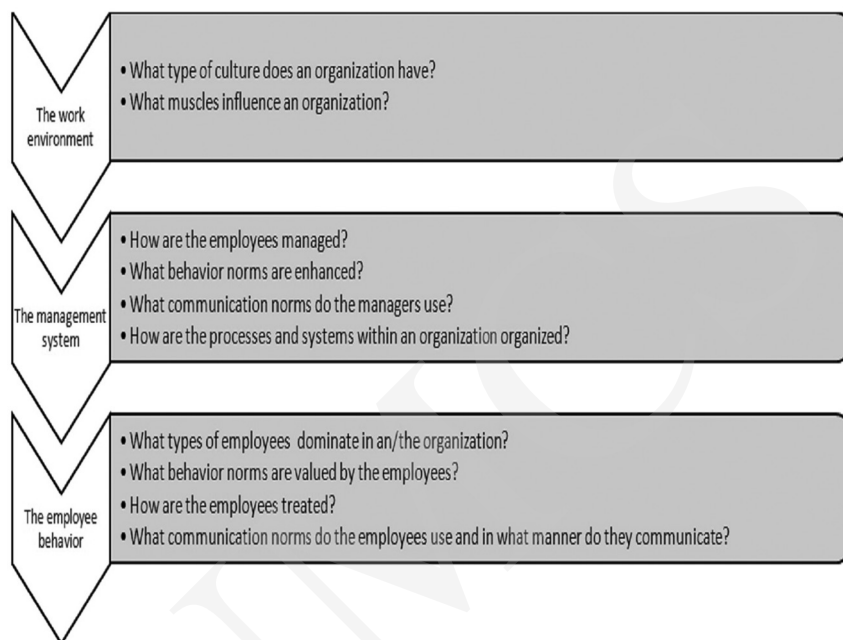 The work
environment
• What type of culture does an organization have?
• What muscles influence an organization?
The management
system
• How are the employees managed?
• What behavior norms are enhanced?
• What communication norms do the managers use?
• How are the processes and systems within an organization organized?
The employee
behavior
• What types of employees dominate in an/the organization?
• What behavior norms are valued by the employees?
• How are the employees treated?
• What communication norms do the employees use and in what manner do they communicate?
UMCS